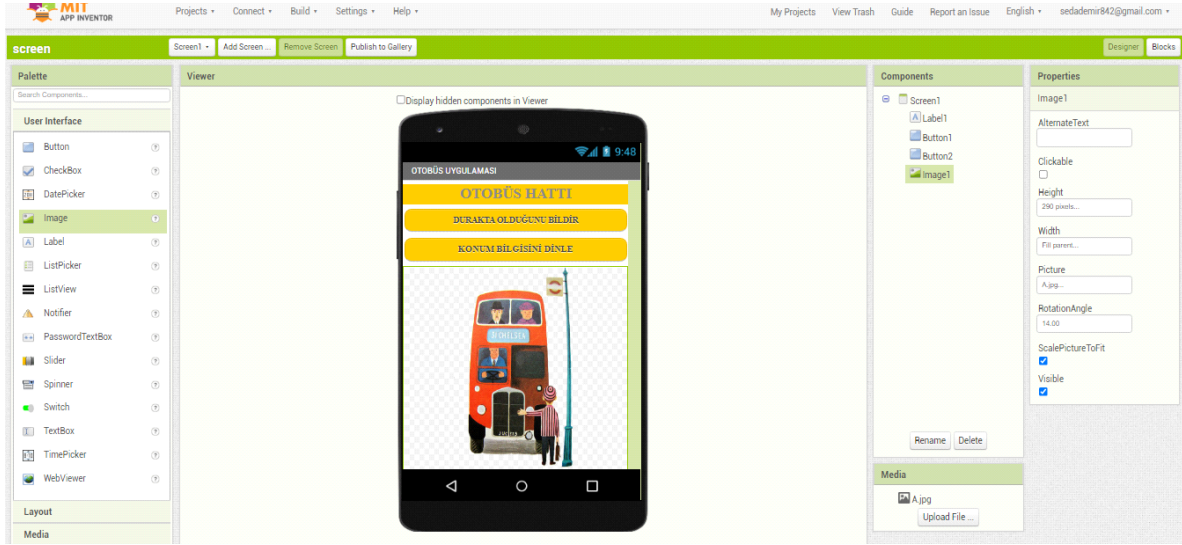 MIT
APP INVENTOR
Projects Connect Build Settings Help
My Projects View Trash Guide Report an Issue English sedademir842@gmail.com
screen
Screen1 Add Screen ... Remove Screen Publish to Gallery
Designer Blocks
Palette
Search Components...
User Interface
Button
CheckBox
DatePicker
Image
Label
ListPicker
ListView
Notifier
PasswordTextBox
Slider
Spinner
Switch
TextBox
TimePicker
WebViewer
Layout
Media
Viewer
Display hidden components in Viewer
9:48
OTOBÜS UYGULAMASI
OTOBÜS HATTI
DURAKTA OLDUĞUNU BİLDİR
KONUM BİLGİSİNİ DİNLE
Components
Screen1
Label1
Button1
Button2
Image1
Rename Delete
Media
A.jpg
Upload File ...
Properties
Image1
AlternateText
Clickable
Height
290 pixels...
Width
Fill parent...
Picture
A.jpg...
RotationAngle
14.00
ScalePictureToFit
Visible